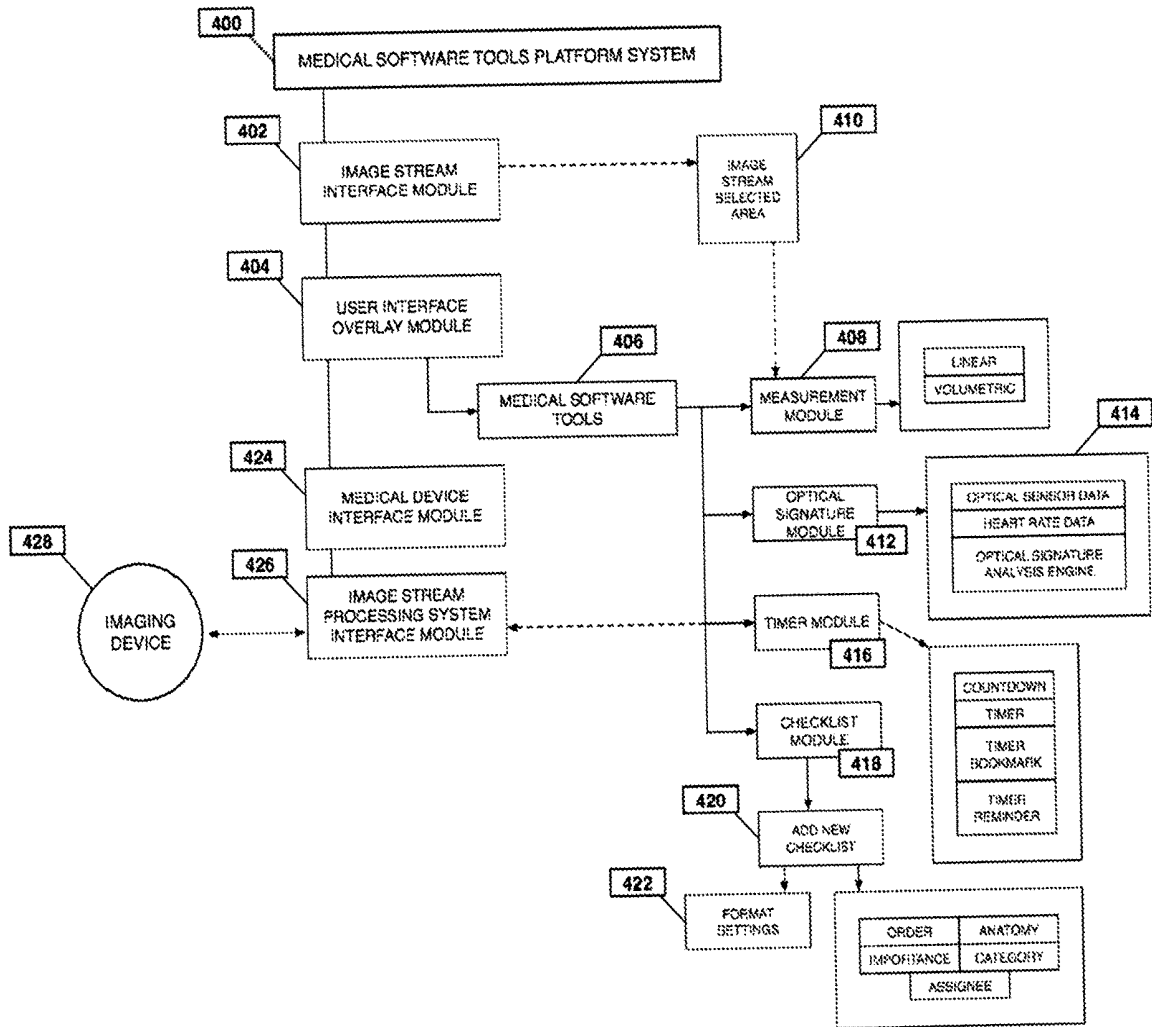 400
MEDICAL SOFTWARE TOOLS PLATFORM SYSTEM
402
IMAGE STREAM
INTERFACE MODULE
410
IMAGE
STREAM
SELECTED
AREA
404
USER INTERFACE
OVERLAY MODULE
406
MEDICAL SOFTWARE
TOOLS
408
MEASUREMENT
MODULE
LINEAR
VOLUMETRIC
414
424
MEDICAL DEVICE
INTERFACE MODULE
OPTICAL
SIGNATURE
MODULE
412
OPTICAL SENSOR DATA
HEART RATE DATA
OPTICAL SIGNATURE
ANALYSIS ENGINE
428
IMAGING
DEVICE
426
IMAGE STREAM
PROCESSING SYSTEM
INTERFACE MODULE
TIMER MODULE
416
COUNTDOWN
TIMER
TIMER
BOOKMARK
TIMER
REMINDER
CHECKLIST
MODULE
418
420
ADD NEW
CHECKLIST
422
FORMAT
SETTINGS
ORDER
ANATOMY
IMPORTANCE
CATEGORY
ASSIGNEE